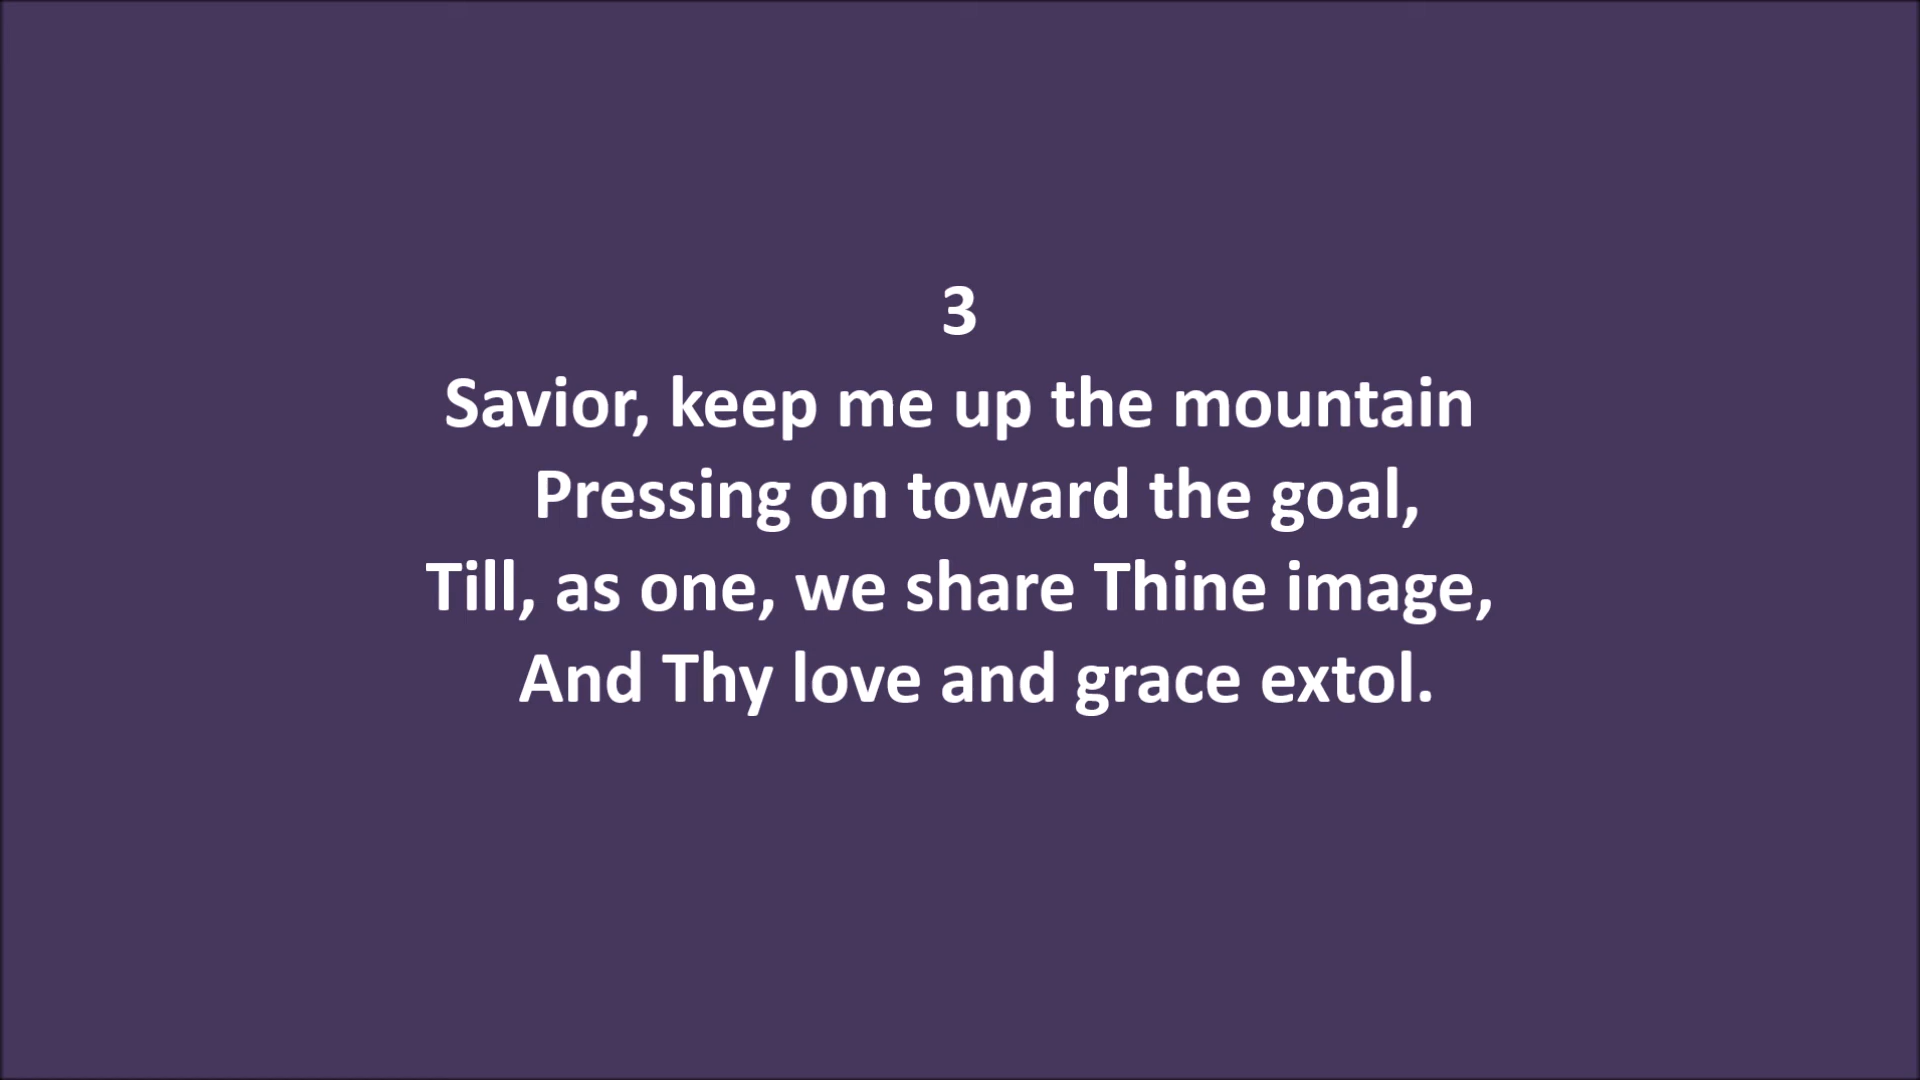 3
Savior, keep me up the mountain
Pressing on toward the goal,
Till, as one, we share Thine image,
And Thy love and grace extol.